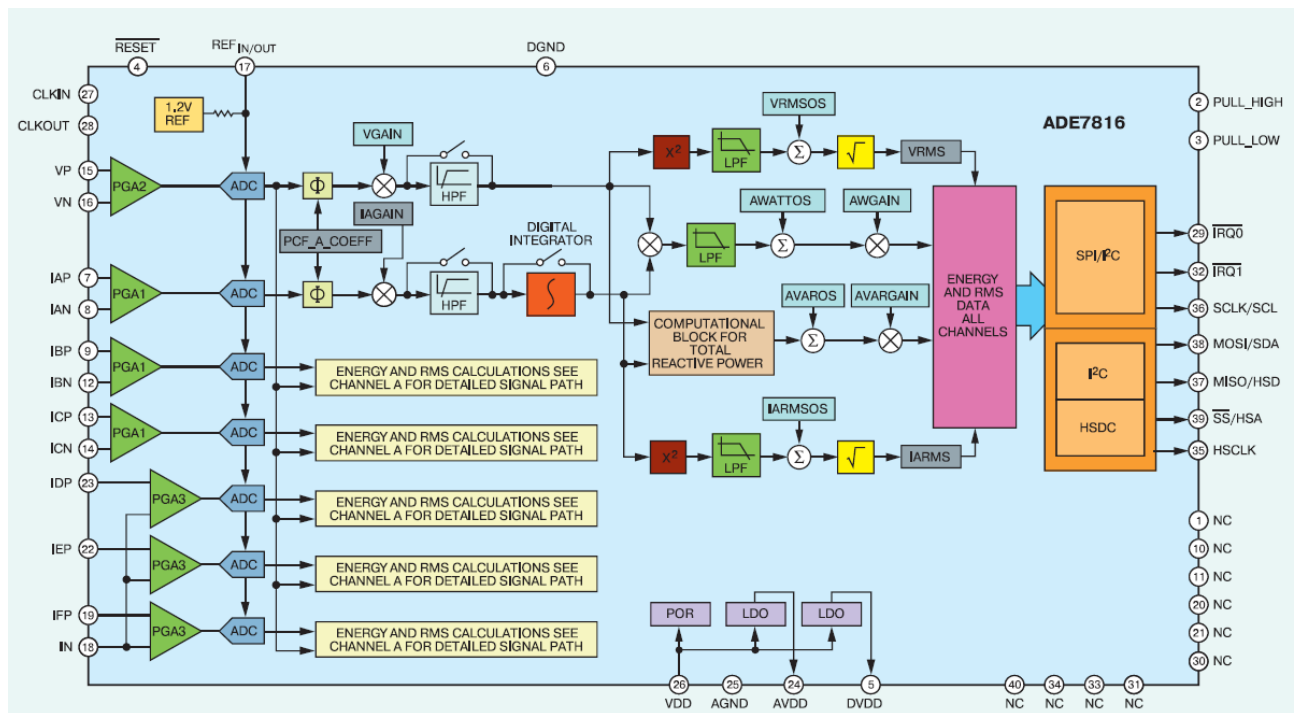 RESET
4
REF IN/OUT
17
DGND
6
CLKIN
27
CLKOUT
28
1,2V
REF
VP
15
VN
16
PGA2
ADC
Φ
VGAIN
HPF
IAGAIN
PCF_A_COEFF
DIGITAL
INTEGRATOR
IAP
7
IAN
8
PGA1
ADC
Φ
HPF
∫
X²
LPF
VRMSOS
Σ
√
VRMS
AWATTOS
AWGAIN
LPF
Σ
AVAROS
AVARGAIN
COMPUTATIONAL
BLOCK FOR
TOTAL
REACTIVE POWER
Σ
IARMSOS
X²
LPF
Σ
√
IARMS
ENERGY
AND RMS
DATA
ALL
CHANNELS
ADE7816
SPI/I²C
I²C
HSDC
2
PULL_HIGH
3
PULL_LOW
29
IRQ0
32
IRQ1
36
SCLK/SCL
38
MOSI/SDA
37
MISO/HSD
39
SS/HSA
35
HSCLK
IBP
9
IBN
12
PGA1
ADC
ENERGY AND RMS CALCULATIONS SEE
CHANNEL A FOR DETAILED SIGNAL PATH
ICP
13
ICN
14
PGA1
ADC
ENERGY AND RMS CALCULATIONS SEE
CHANNEL A FOR DETAILED SIGNAL PATH
IDP
23
PGA3
ADC
ENERGY AND RMS CALCULATIONS SEE
CHANNEL A FOR DETAILED SIGNAL PATH
IEP
22
PGA3
ADC
ENERGY AND RMS CALCULATIONS SEE
CHANNEL A FOR DETAILED SIGNAL PATH
IFP
19
IN
18
PGA3
ADC
ENERGY AND RMS CALCULATIONS SEE
CHANNEL A FOR DETAILED SIGNAL PATH
1
NC
10
NC
11
NC
20
NC
21
NC
30
NC
POR
LDO
LDO
26
VDD
25
AGND
24
AVDD
5
DVDD
40
NC
34
NC
33
NC
31
NC